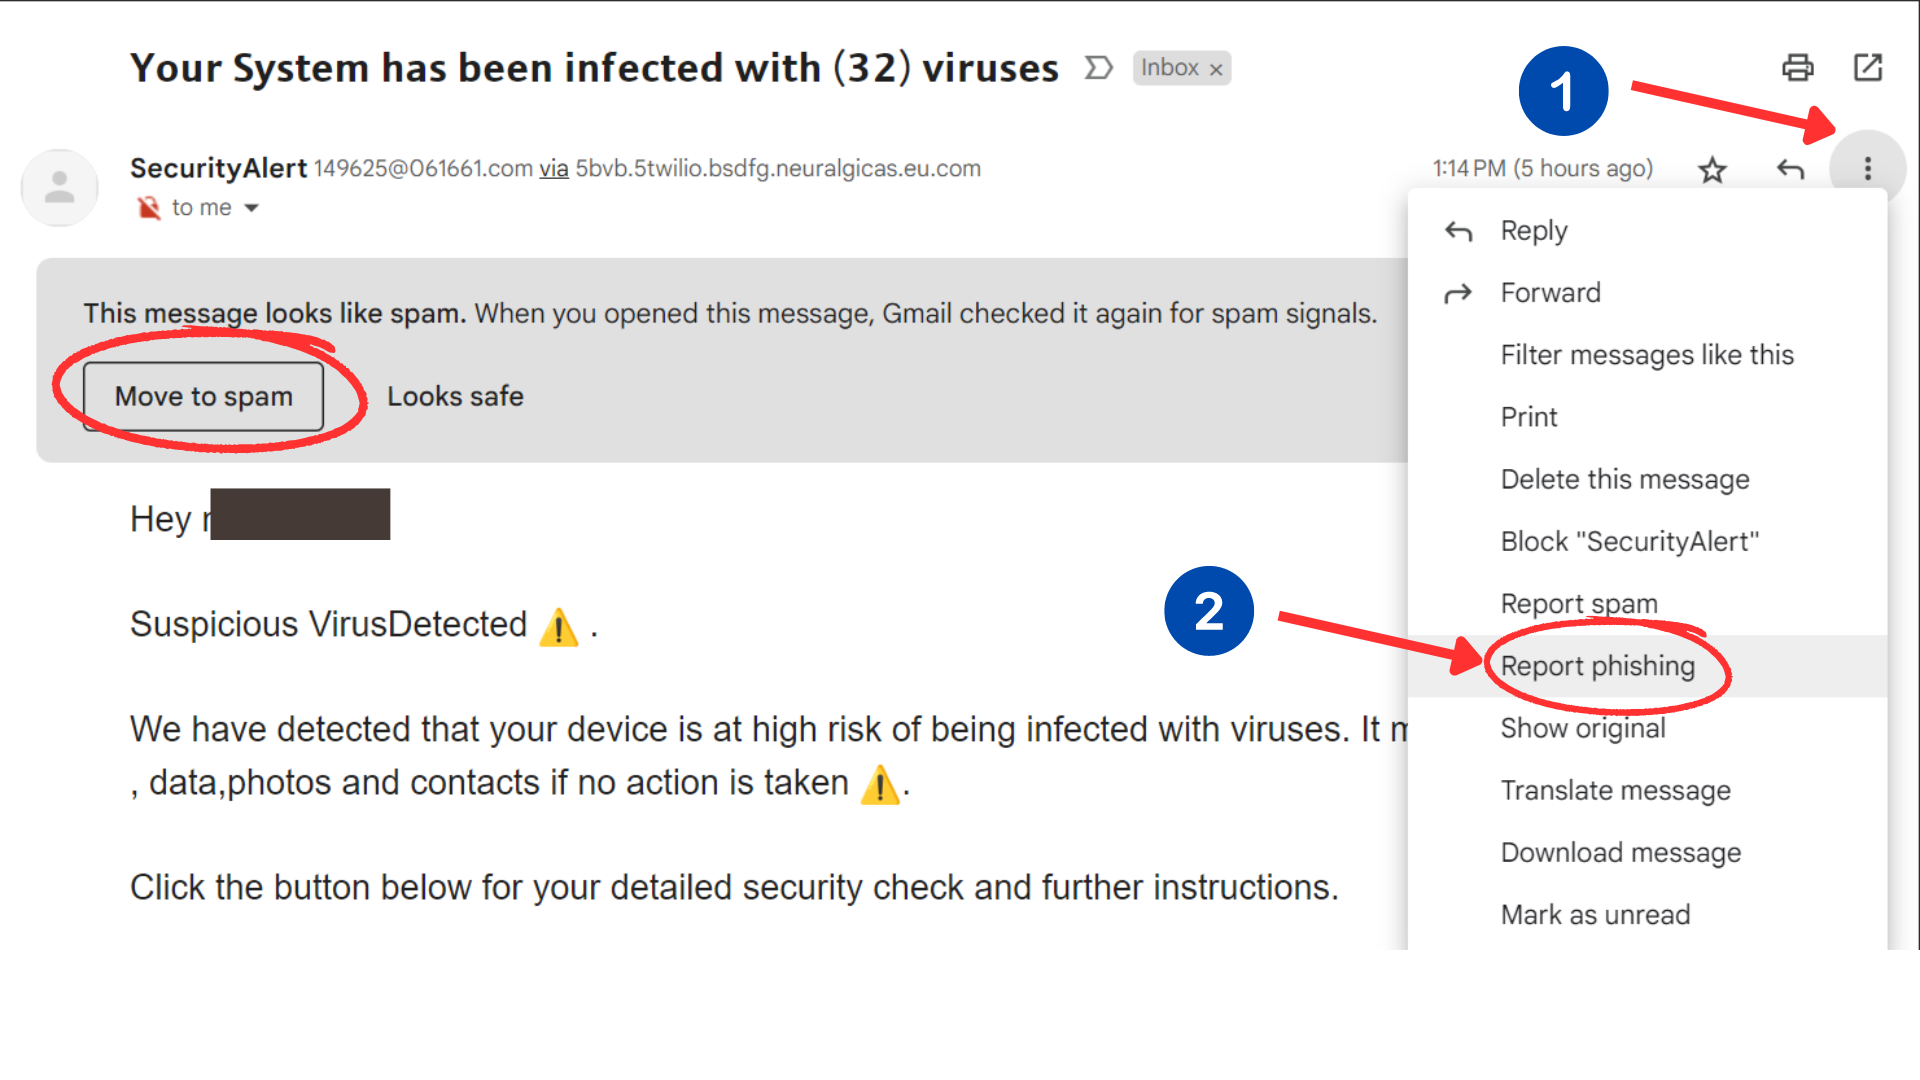 Your System has been infected with (32) viruses Inbox ×
1
SecurityAlert 149625@061661.com via 5bvb.5twilio.bsdfg.neuralgicas.eu.com 1:14 PM (5 hours ago)
to me
This message looks like spam. When you opened this message, Gmail checked it again for spam signals.
Move to spam Looks safe
Hey
Suspicious VirusDetected ⚠️ .
We have detected that your device is at high risk of being infected with viruses. It
, data,photos and contacts if no action is taken ⚠️.
Click the button below for your detailed security check and further instructions.
Reply
Forward
Filter messages like this
Print
Delete this message
Block "SecurityAlert"
Report spam
2
Report phishing
Show original
Translate message
Download message
Mark as unread